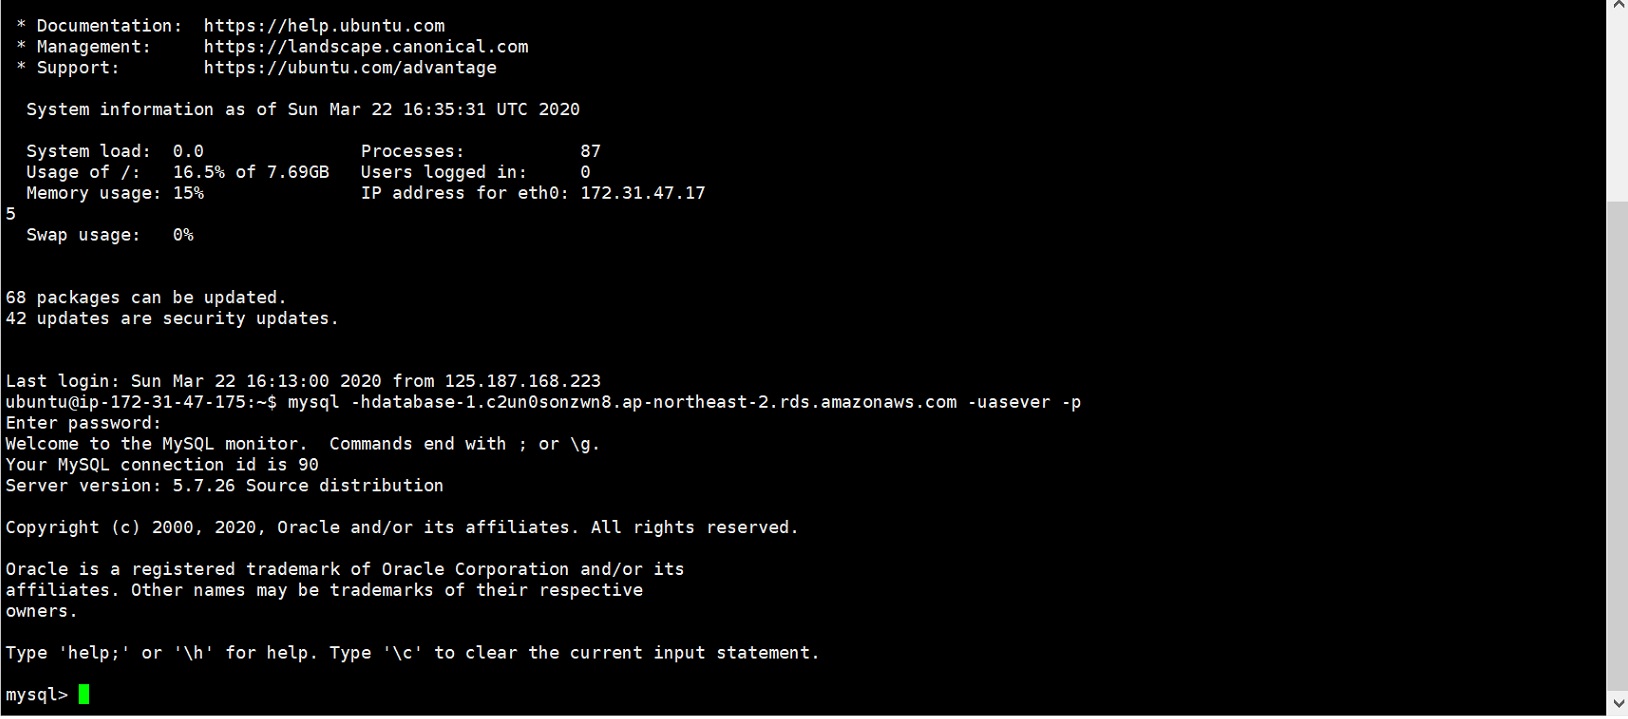 * Documentation:  https://help.ubuntu.com
* Management:     https://landscape.canonical.com
* Support:        https://ubuntu.com/advantage
System information as of Sun Mar 22 16:35:31 UTC 2020
System load:  0.0               Processes:           87
Usage of /:   16.5% of 7.69GB   Users logged in:     0
Memory usage: 15%               IP address for eth0: 172.31.47.17
5
Swap usage:   0%
68 packages can be updated.
42 updates are security updates.
Last login: Sun Mar 22 16:13:00 2020 from 125.187.168.223
ubuntu@ip-172-31-47-175:~$ mysql -hdatabase-1.c2un0sonzwn8.ap-northeast-2.rds.amazonaws.com -uasever -p
Enter password:
Welcome to the MySQL monitor.  Commands end with ; or \g.
Your MySQL connection id is 90
Server version: 5.7.26 Source distribution
Copyright (c) 2000, 2020, Oracle and/or its affiliates. All rights reserved.
Oracle is a registered trademark of Oracle Corporation and/or its
affiliates. Other names may be trademarks of their respective
owners.
Type 'help;' or '\h' for help. Type '\c' to clear the current input statement.
mysql>